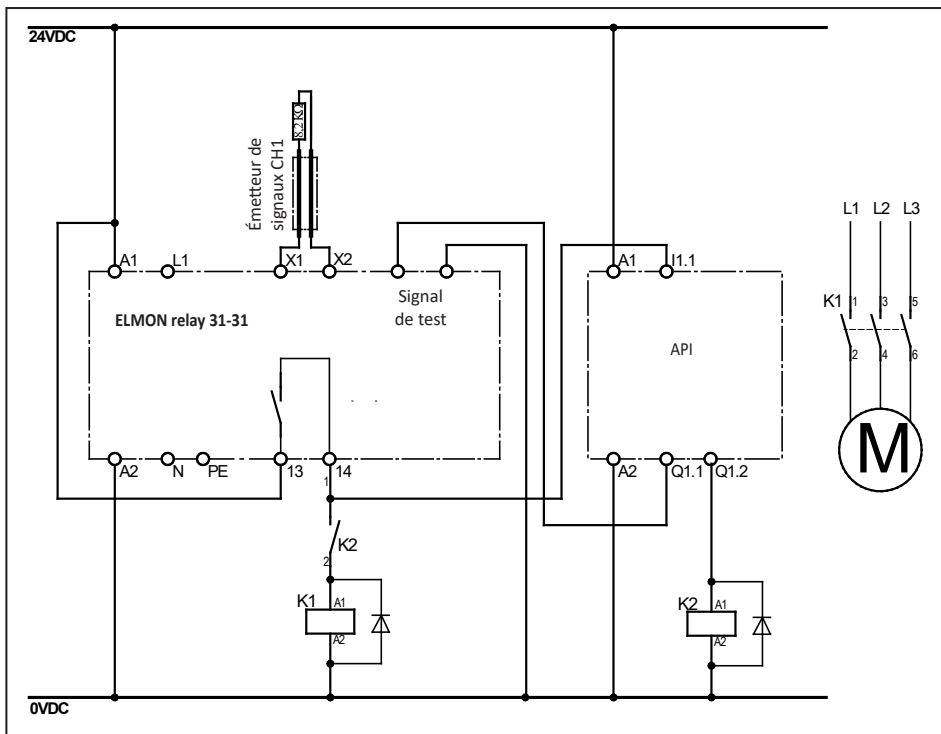 24VDC
8.2 KΩ
Émetteur de
signaux CH1
L1 L2 L3
A1 L1 X1 X2 A1 I1.1
Signal
de test
ELMON relay 31-31
API
K1 1 3 5
2 4 6
M
A2 N PE 13 14 A2 Q1.1 Q1.2
1
K2
2
K1 A1
A2
K2 A1
A2
0VDC